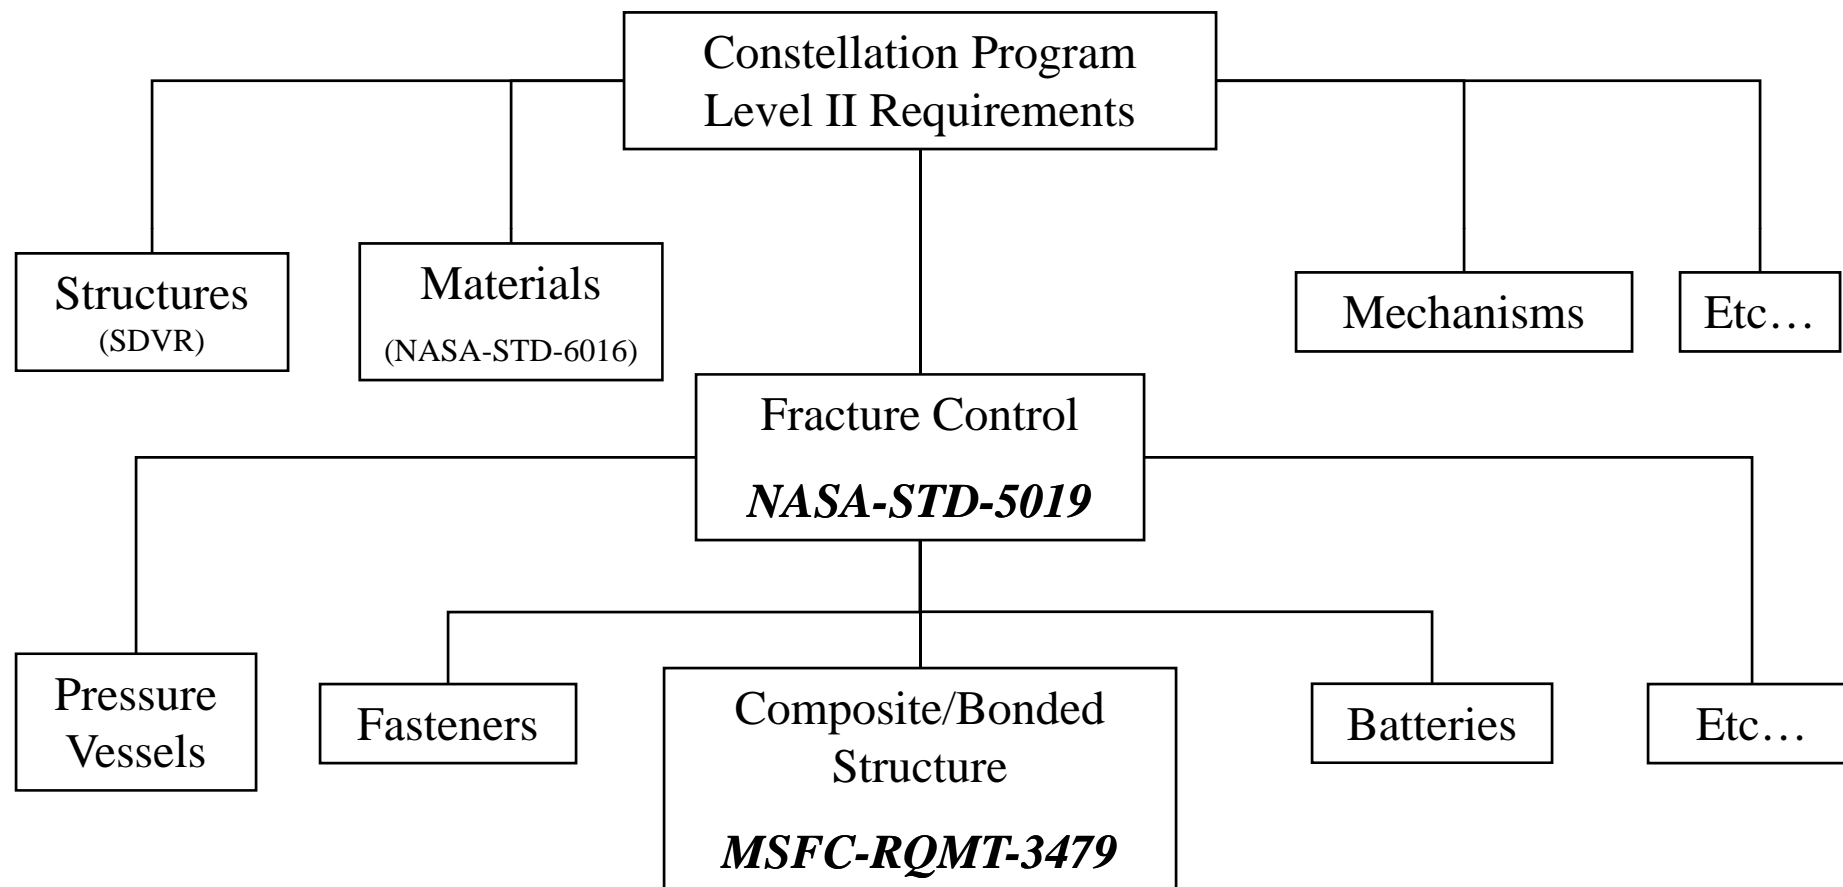 Constellation Program
Level II Requirements
Structures
(SDVR)
Materials
(NASA-STD-6016)
Mechanisms
Etc…
Fracture Control
NASA-STD-5019
Pressure
Vessels
Fasteners
Composite/Bonded
Structure
MSFC-RQMT-3479
Batteries
Etc…